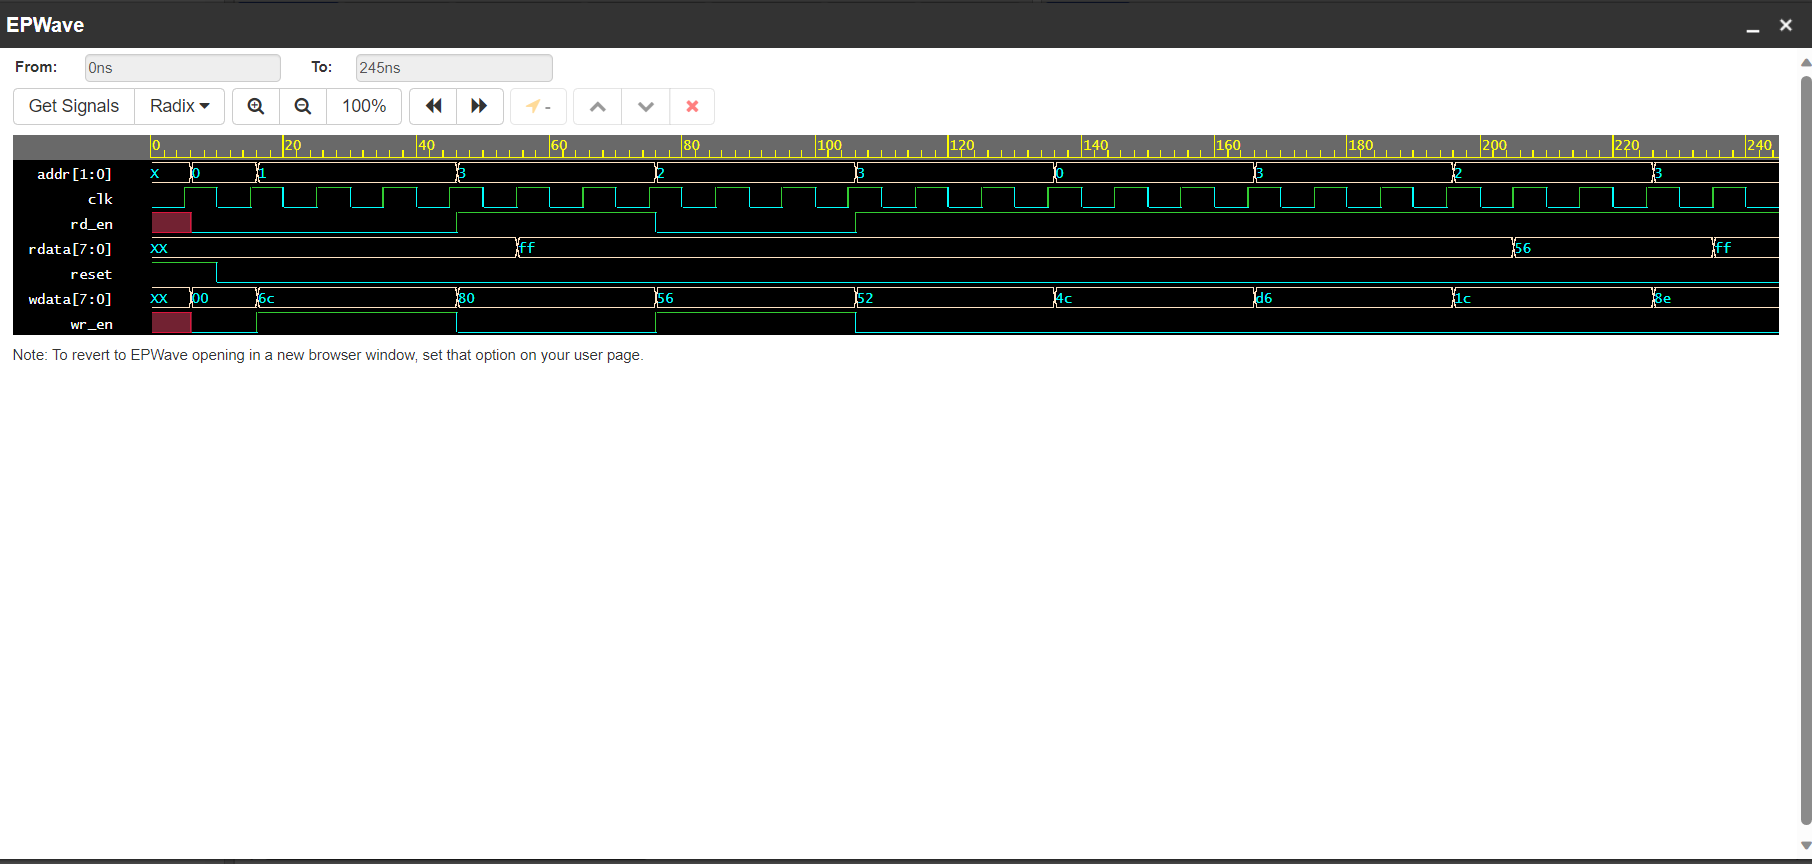 EPWave
From: 0ns To: 245ns
Get Signals Radix 100% -
0 20 40 60 80 100 120 140 160 180 200 220 240
addr[1:0] X 0 1 3 2 3 0 3 2 3
clk
rd_en
rdata[7:0] XX ff 56 ff
reset
wdata[7:0] XX 00 6c 80 56 52 4c d6 1c 8e
wr_en
Note: To revert to EPWave opening in a new browser window, set that option on your user page.